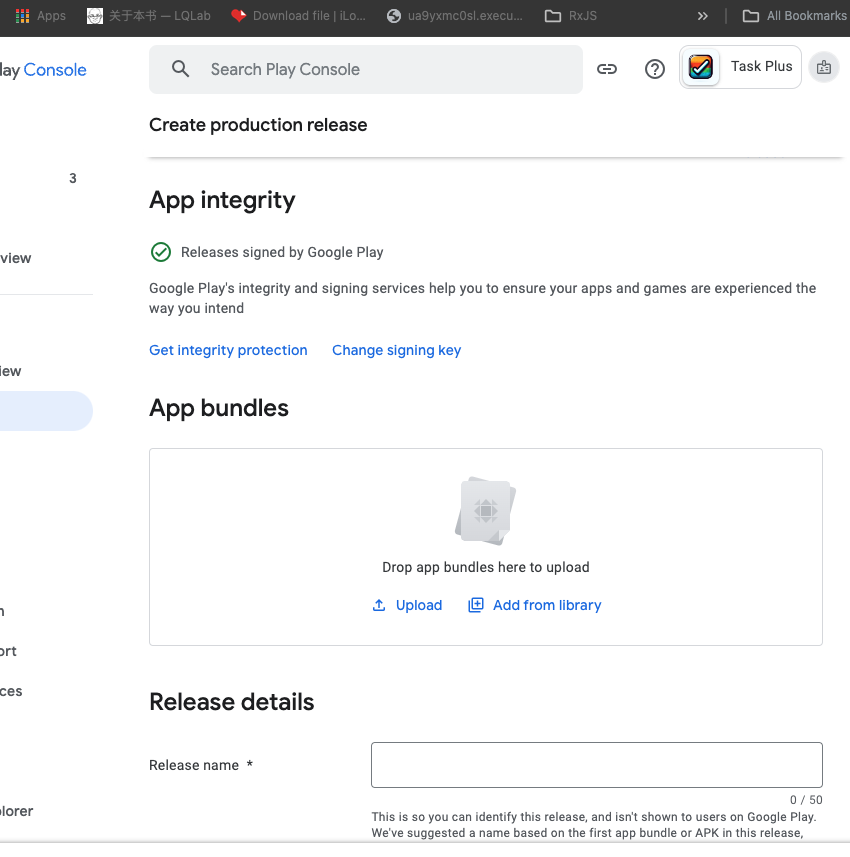 Apps
关于本书 — LQLab
Download file | iLo...
ua9yxmc0sl.execu...
RxJS
»
All Bookmarks
lay Console
Search Play Console
Task Plus
Create production release
3
view
iew
n
ort
ces
plorer
App integrity
Releases signed by Google Play
Google Play's integrity and signing services help you to ensure your apps and games are experienced the
way you intend
Get integrity protection
Change signing key
App bundles
Drop app bundles here to upload
Upload
Add from library
Release details
Release name *
0 / 50
This is so you can identify this release, and isn't shown to users on Google Play.
We've suggested a name based on the first app bundle or APK in this release,